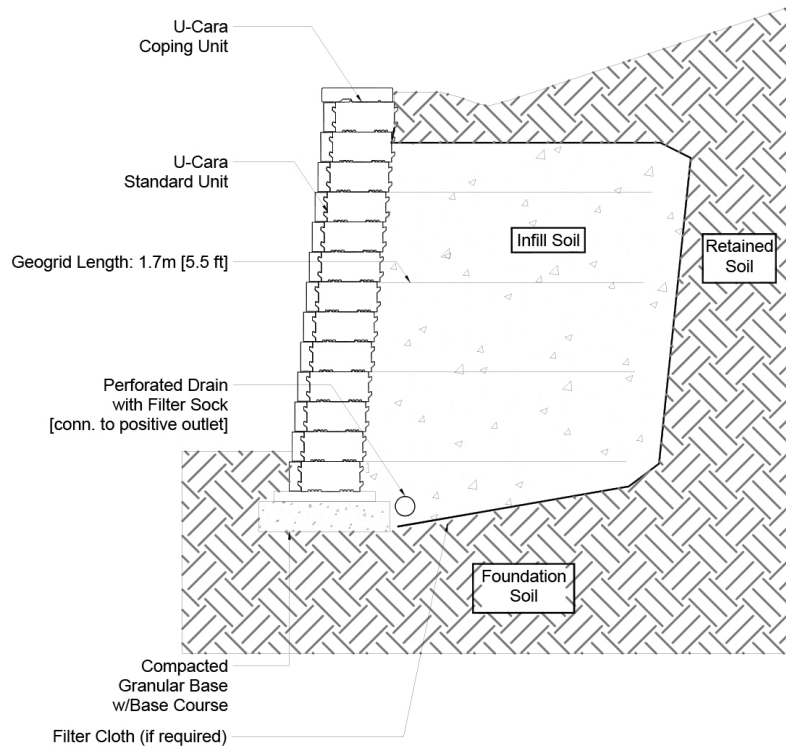 U-Cara
Coping Unit
U-Cara
Standard Unit
Infill Soil
Retained
Soil
Geogrid Length: 1.7m [5.5 ft]
Perforated Drain
with Filter Sock
[conn. to positive outlet]
Foundation
Soil
Compacted
Granular Base
w/Base Course
Filter Cloth (if required)